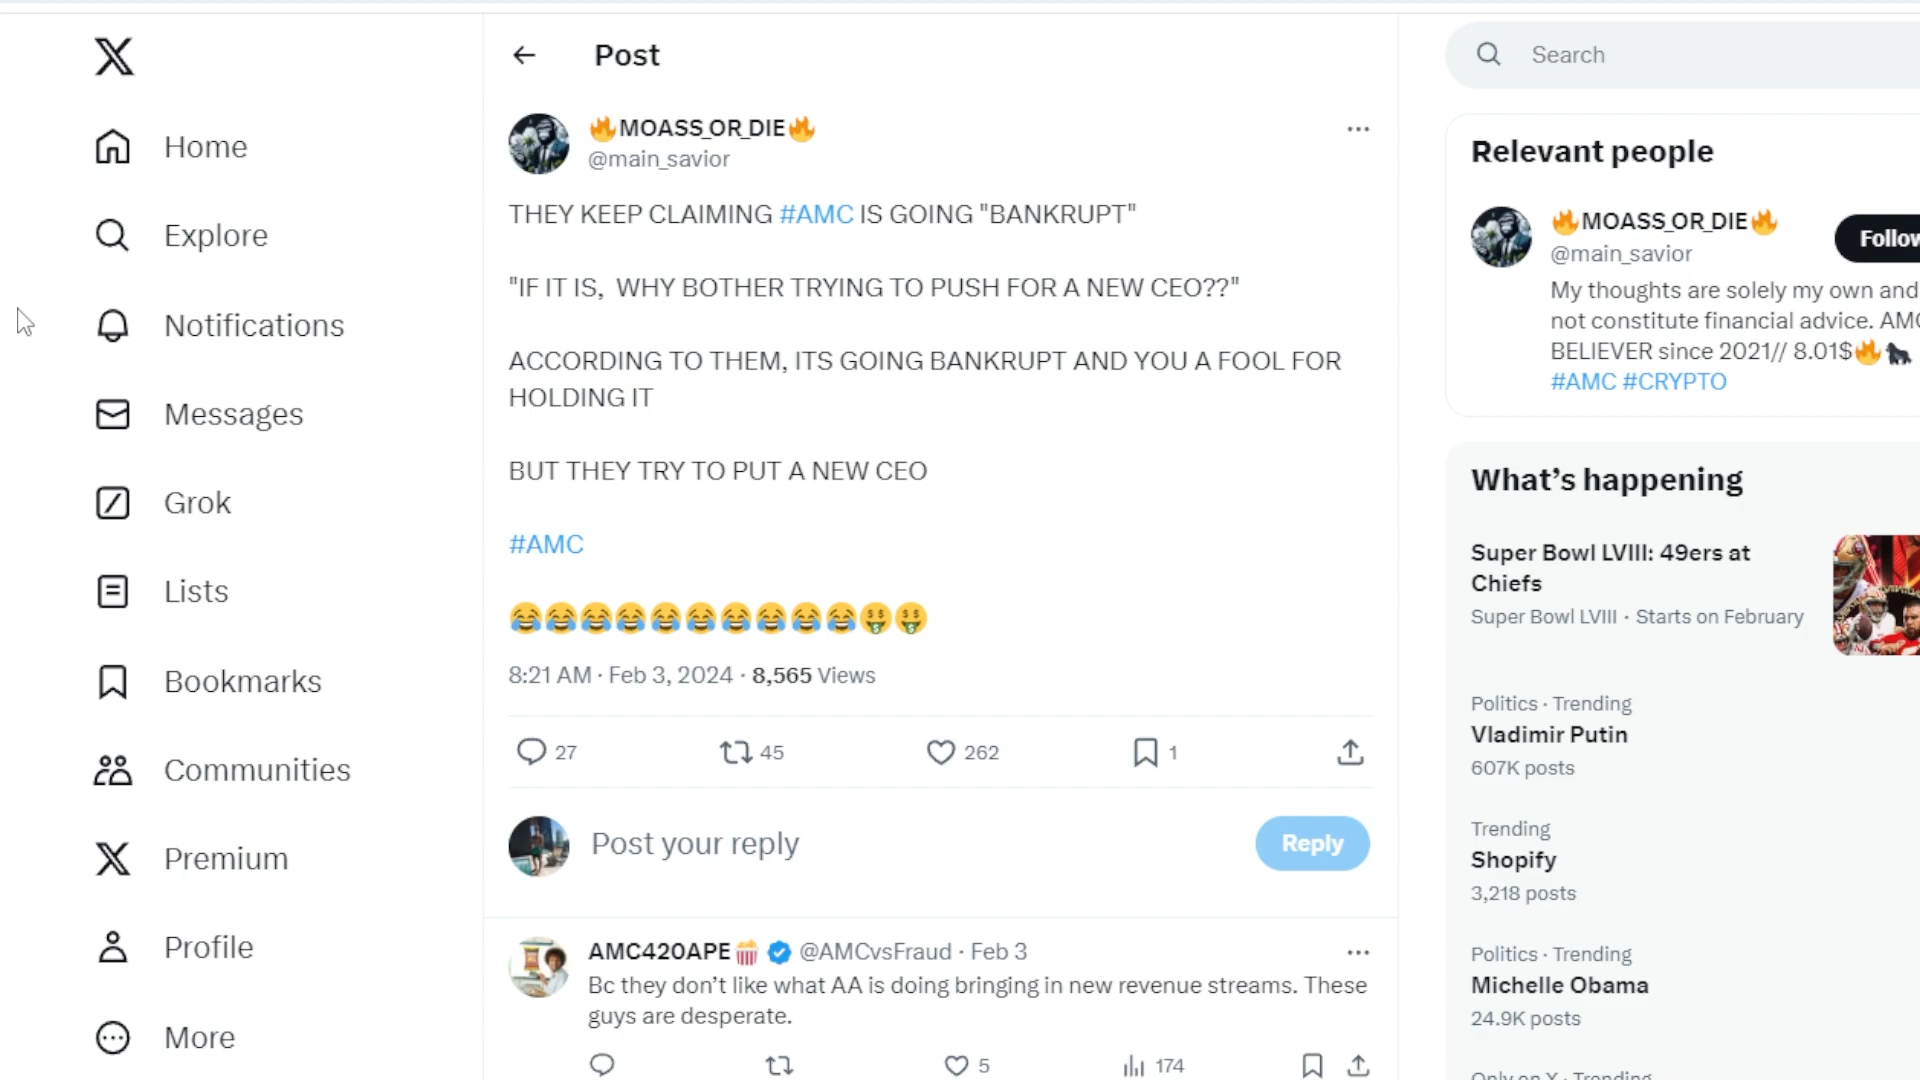 Home
Explore
Notifications
Messages
Grok
Lists
Bookmarks
Communities
Premium
Profile
More
Post
🔥MOASS_OR_DIE🔥
@main_savior
THEY KEEP CLAIMING #AMC IS GOING "BANKRUPT"
"IF IT IS,  WHY BOTHER TRYING TO PUSH FOR A NEW CEO??"
ACCORDING TO THEM, ITS GOING BANKRUPT AND YOU A FOOL FOR
HOLDING IT
BUT THEY TRY TO PUT A NEW CEO
#AMC
😂😂😂😂😂😂😂😂😂😂🤑🤑
8:21 AM · Feb 3, 2024 · 8,565 Views
27 45 262 1
Post your reply
Reply
AMC420APE🍿 @AMCvsFraud · Feb 3
Bc they don’t like what AA is doing bringing in new revenue streams. These
guys are desperate.
5 174
Search
Relevant people
🔥MOASS_OR_DIE🔥
@main_savior
Follow
My thoughts are solely my own and
not constitute financial advice. AMC
BELIEVER since 2021// 8.01$🔥🦍
#AMC #CRYPTO
What’s happening
Super Bowl LVIII: 49ers at
Chiefs
Super Bowl LVIII · Starts on February
Politics · Trending
Vladimir Putin
607K posts
Trending
Shopify
3,218 posts
Politics · Trending
Michelle Obama
24.9K posts
Only on X · Trending